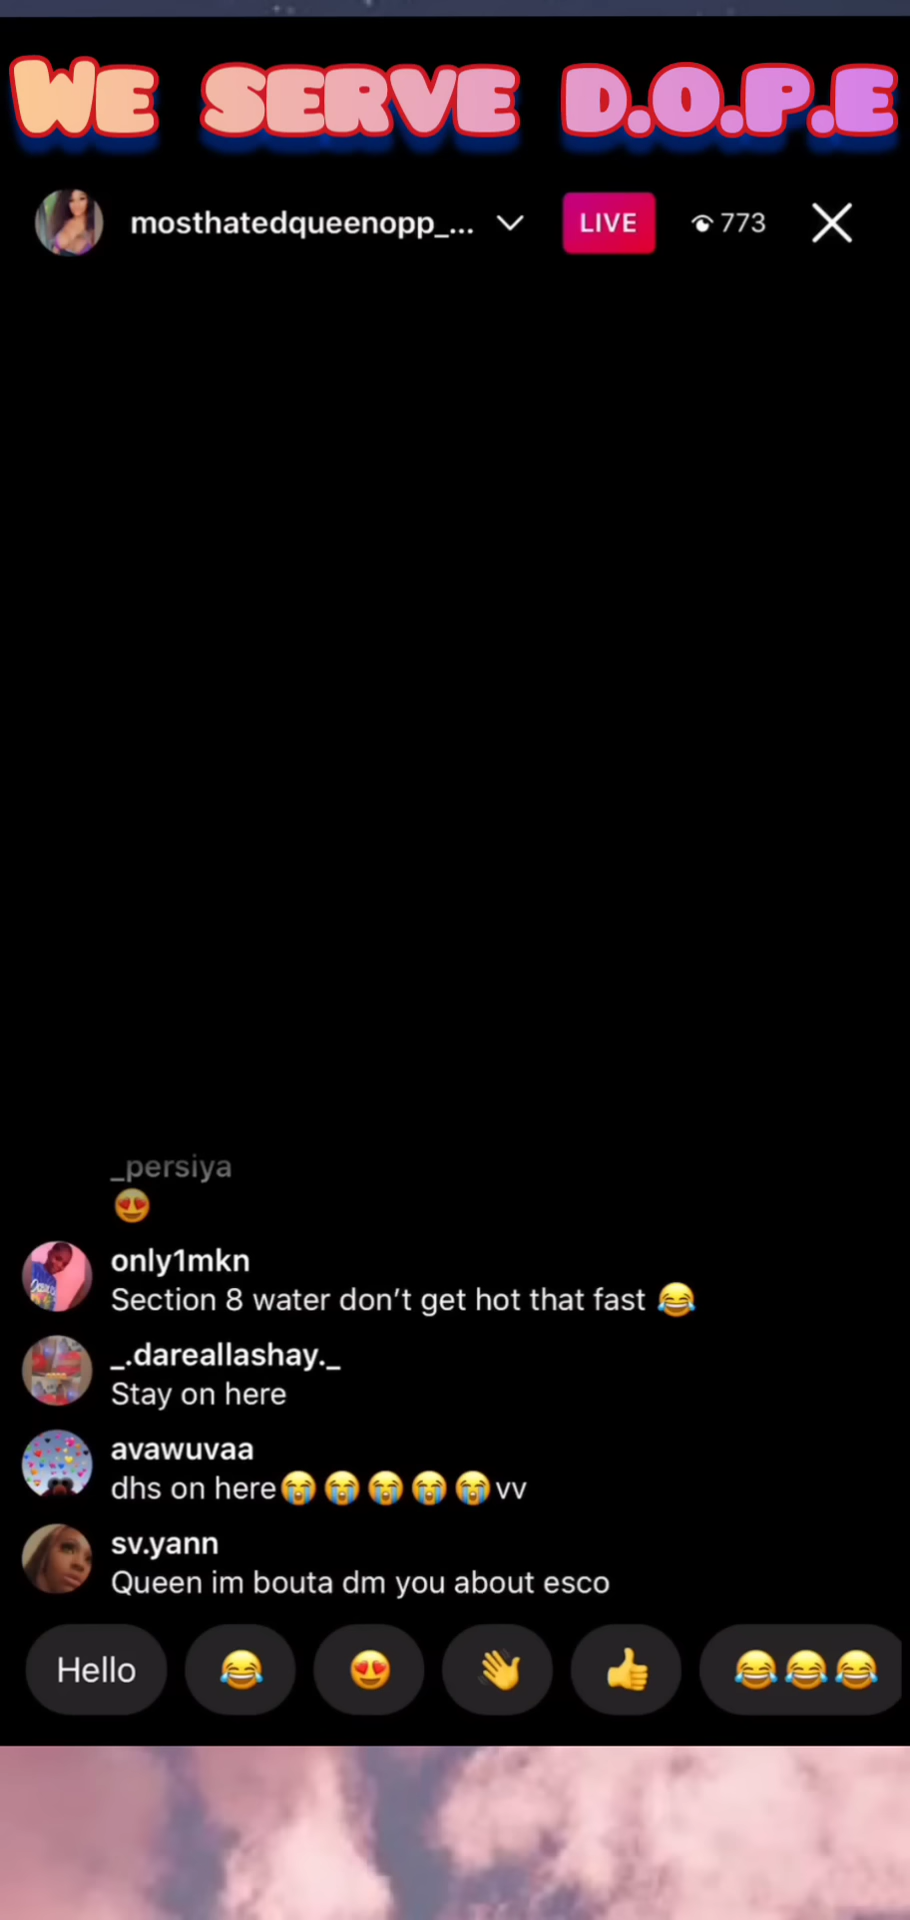 WE SERVE D.O.P.E
mosthatedqueenopp_... LIVE 773
_persiya
😍
only1mkn
Section 8 water don’t get hot that fast 😂
_.dareallashay._
Stay on here
avawuvaa
dhs on here😭😭😭😭😭vv
sv.yann
Queen im bouta dm you about esco
Hello 😂 😍 👋 👍 😂😂😂